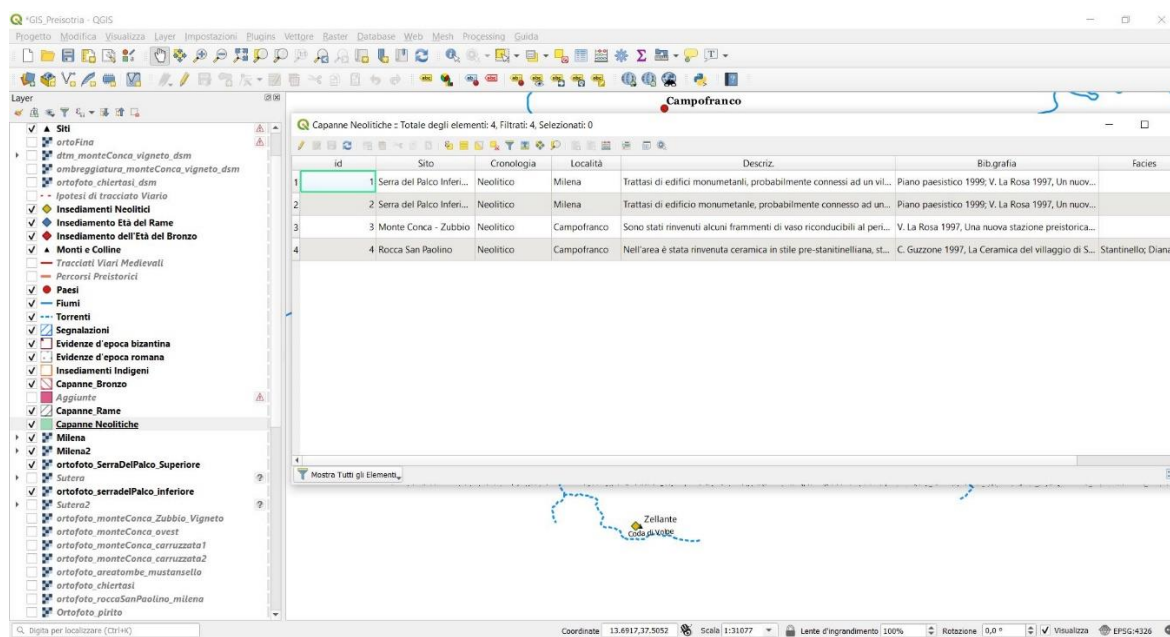 *GIS_Preisotria - QGIS
Progetto Modifica Visualizza Layer Impostazioni Plugins Vettore Raster Database Web Mesh Processing Guida
Layer
Siti
ortoFina
dtm_monteConca_vigneto_dsm
ombreggiatura_monteConca_vigneto_dsm
ortofoto_chiertasi_dsm
Ipotesi di tracciato Viario
Insediamenti Neolitici
Insediamento Età del Rame
Insediamento dell'Età del Bronzo
Monti e Colline
Tracciati Viari Medievali
Percorsi Preistorici
Paesi
Fiumi
Torrenti
Segnalazioni
Evidenze d'epoca bizantina
Evidenze d'epoca romana
Insediamenti Indigeni
Capanne_Bronzo
Aggiunte
Capanne_Rame
Capanne Neolitiche
Milena
Milena2
ortofoto_SerraDelPalco_Superiore
Sutera
ortofoto_serradelPalco_inferiore
Sutera2
ortofoto_monteConca_Zubbio_Vigneto
ortofoto_monteConca_ovest
ortofoto_monteConca_carruzzata1
ortofoto_monteConca_carruzzata2
ortofoto_areatombe_mustansello
ortofoto_chiertasi
ortofoto_roccaSanPaolino_milena
Ortofoto_pirito
Campofranco
Capanne Neolitiche :: Totale degli elementi: 4, Filtrati: 4, Selezionati: 0
id Sito Cronologia Località Descriz. Bib.grafia Facies
1 1 Serra del Palco Inferi... Neolitico Milena Trattasi di edifici monumetanli, probabilmente connessi ad un vil... Piano paesistico 1999; V. La Rosa 1997, Un nuov...
2 2 Serra del Palco Inferi... Neolitico Milena Trattasi di edificio monumetanle, probabilmente connesso ad un... Piano paesistico 1999; V. La Rosa 1997, Un nuov...
3 3 Monte Conca - Zubbio Neolitico Campofranco Sono stati rinvenuti alcuni frammenti di vaso riconducibili al peri... V. La Rosa 1997, Una nuova stazione preistorica...
4 4 Rocca San Paolino Neolitico Campofranco Nell'area è stata rinvenuta ceramica in stile pre-stanitinelliana, st... C. Guzzone 1997, La Ceramica del villaggio di S... Stantinello; Diana
Mostra Tutti gli Elementi
Zellante
Coda di Volpe
Digita per localizzare (Ctrl+K)
Coordinate 13.6917,37.5052 Scala 1:31077 Lente d'ingrandimento 100% Rotazione 0,0 ° Visualizza EPSG:4326